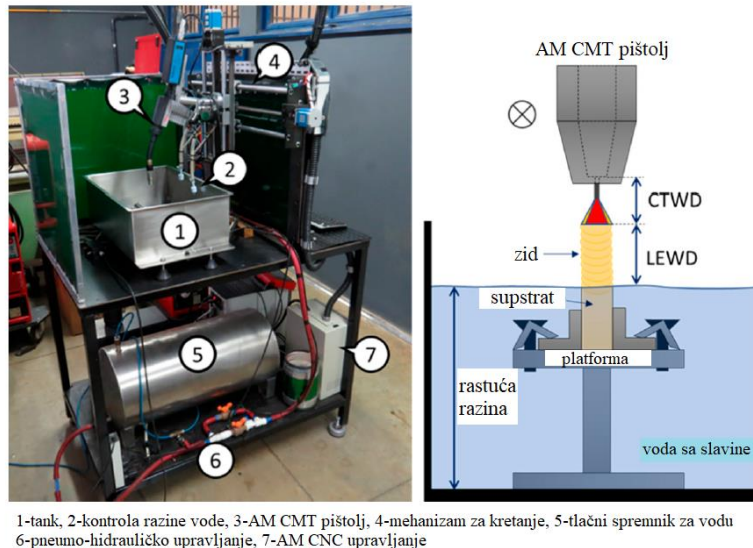 1
2
3
4
5
6
7
AM CMT pištolj
CTWD
zid
LEWD
supstrat
platforma
rastuća
razina
voda sa slavine
1-tank, 2-kontrola razine vode, 3-AM CMT pištolj, 4-mehanizam za kretanje, 5-tlačni spremnik za vodu
6-pneumo-hidrauličko upravljanje, 7-AM CNC upravljanje